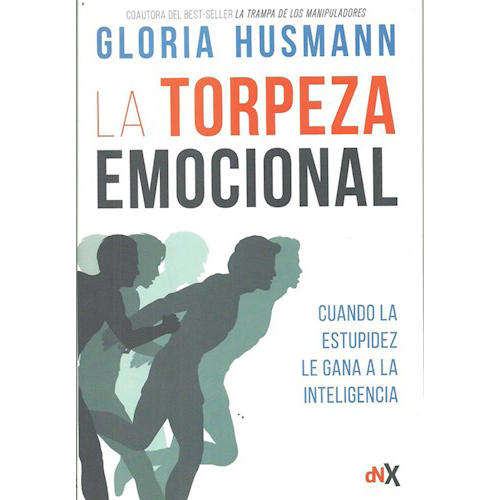 COAUTORA DEL BEST-SELLER LA TRAMPA DE LOS MANIPULADORES
GLORIA HUSMANN
LA TORPEZA
EMOCIONAL
CUANDO LA
ESTUPIDEZ
LE GANA A LA
INTELIGENCIA
dNX